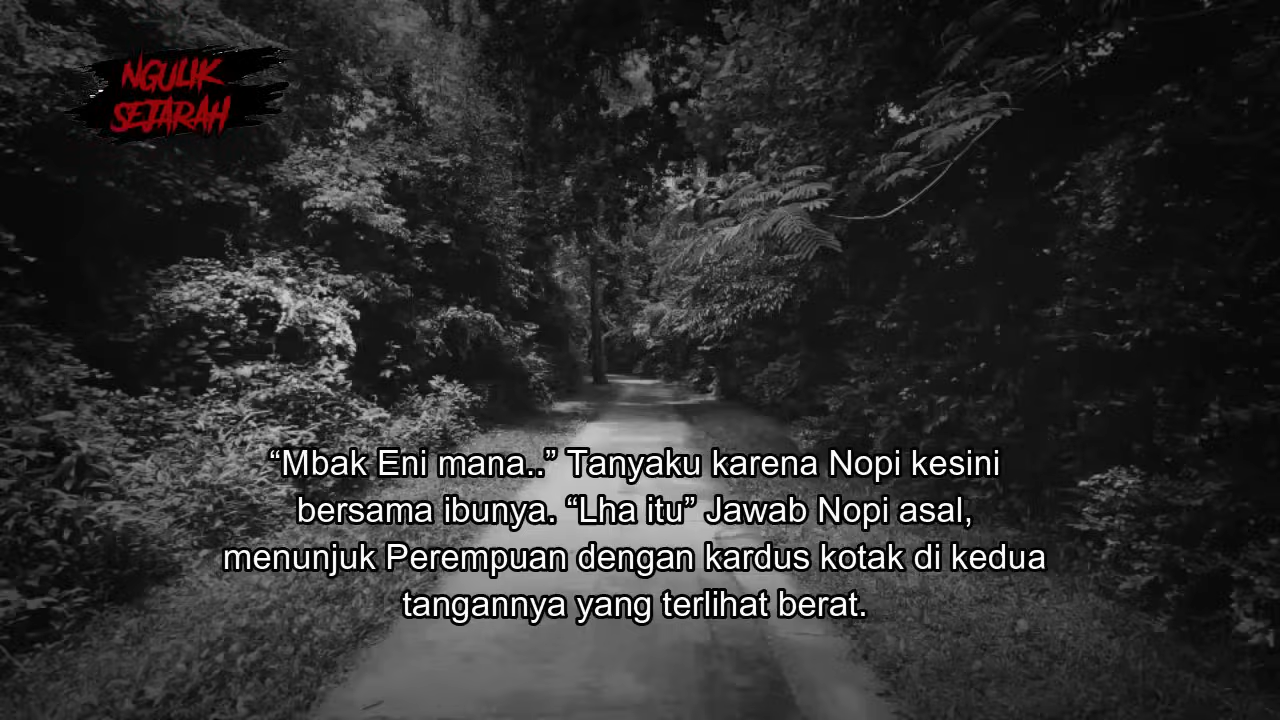 NGULIK
SEJARAH
“Mbak Eni mana..” Tanyaku karena Nopi kesini
bersama ibunya. “Lha itu” Jawab Nopi asal,
menunjuk Perempuan dengan kardus kotak di kedua
tangannya yang terlihat berat.